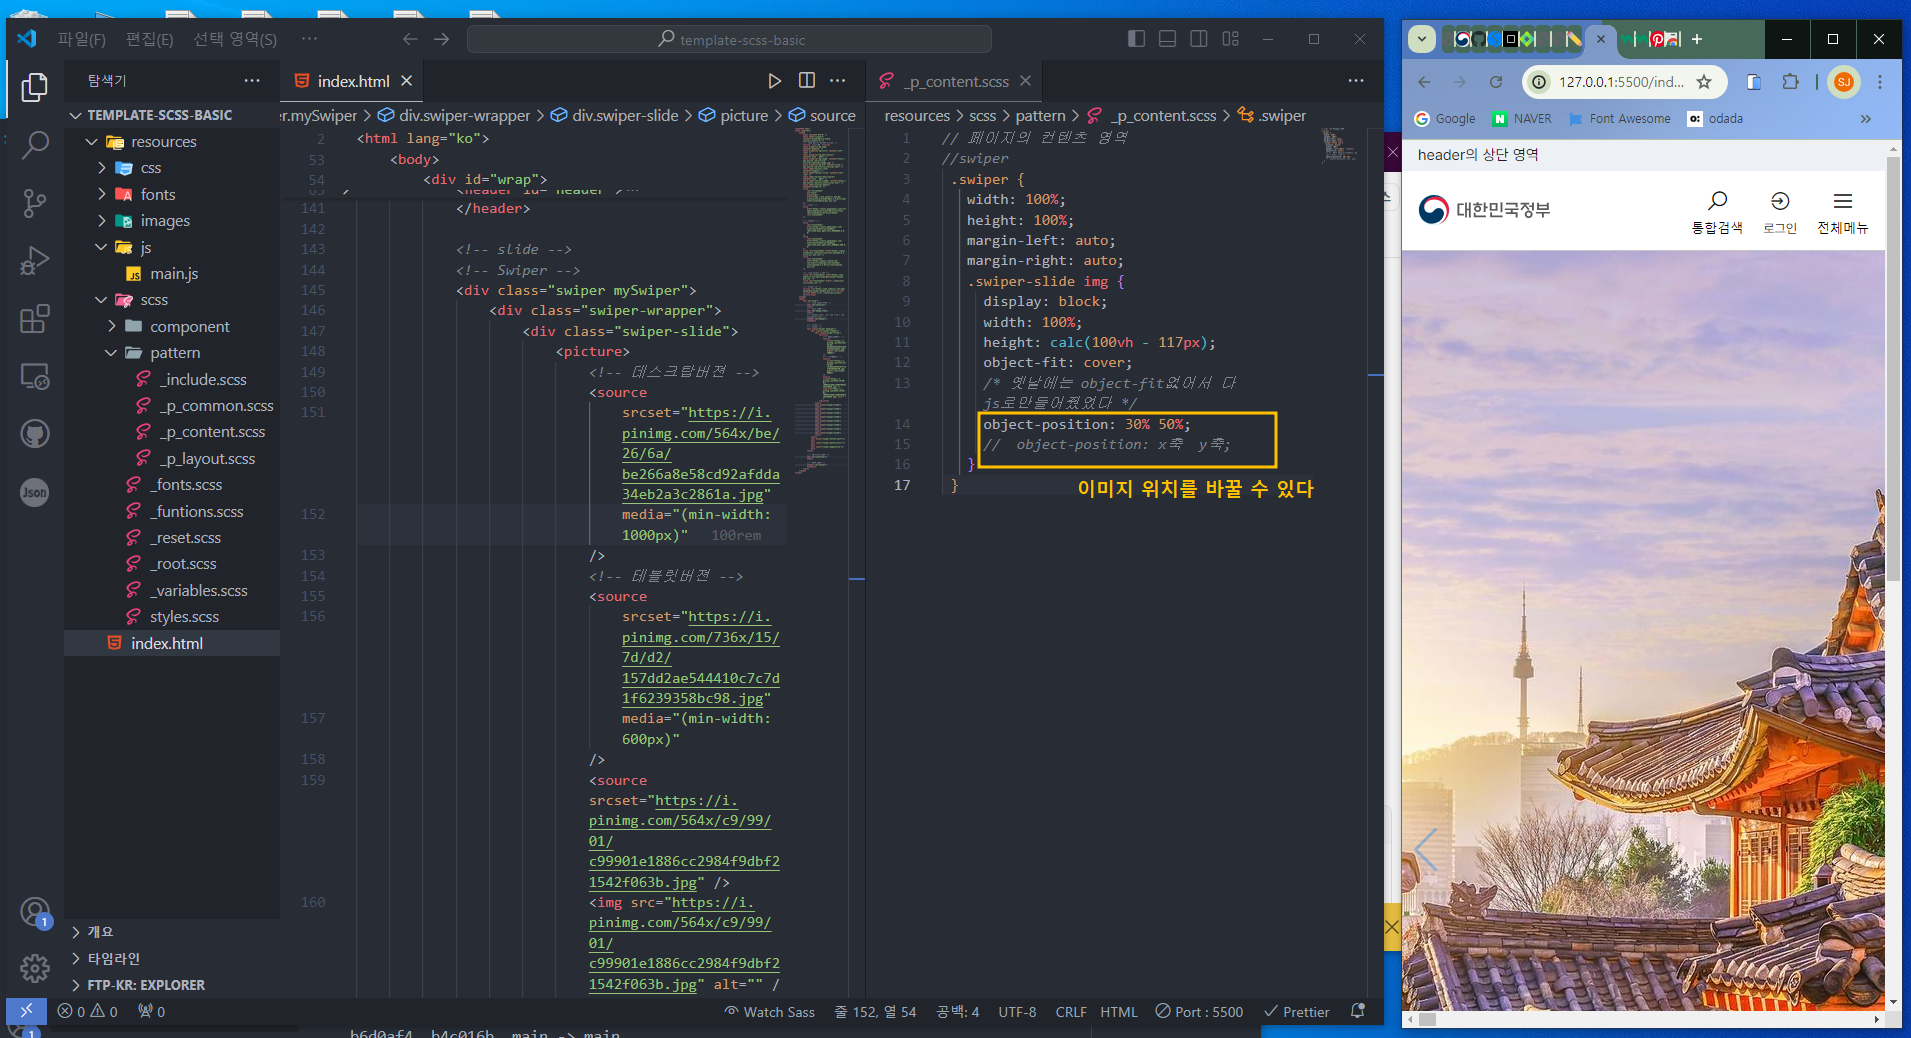 파일(F) 편집(E) 선택 영역(S) ···
template-scss-basic
탐색기
TEMPLATE-SCSS-BASIC
resources
css
fonts
images
js
main.js
scss
component
pattern
_include.scss
_p_common.scss
_p_content.scss
_p_layout.scss
_fonts.scss
_funtions.scss
_reset.scss
_root.scss
_variables.scss
styles.scss
index.html
Json
1
개요
타임라인
FTP-KR: EXPLORER
index.html
er.mySwiper > div.swiper-wrapper > div.swiper-slide > picture > source
2 <html lang="ko">
53 <body>
54 <div id="wrap">
141 </header>
142
143 <!-- slide -->
144 <!-- Swiper -->
145 <div class="swiper mySwiper">
146 <div class="swiper-wrapper">
147 <div class="swiper-slide">
148 <picture>
149 <!-- 데스크탑버젼 -->
150 <source
151 srcset="https://i.
pinimg.com/564x/be/
26/6a/
be266a8e58cd92afdda
34eb2a3c2861a.jpg"
152 media="(min-width:
1000px)" 100rem
153 />
154 <!-- 테블릿버젼 -->
155 <source
156 srcset="https://i.
pinimg.com/736x/15/
7d/d2/
157dd2ae544410c7c7d
1f6239358bc98.jpg"
157 media="(min-width:
600px)"
158 />
159 <source
srcset="https://i.
pinimg.com/564x/c9/99/
01/
c99901e1886cc2984f9dbf2
1542f063b.jpg" />
160 <img src="https://i.
pinimg.com/564x/c9/99/
01/
c99901e1886cc2984f9dbf2
1542f063b.jpg" alt="" /
_p_content.scss
resources > scss > pattern > _p_content.scss > .swiper
1 // 페이지의 컨텐츠 영역
2 //swiper
3 .swiper {
4 width: 100%;
5 height: 100%;
6 margin-left: auto;
7 margin-right: auto;
8 .swiper-slide img {
9 display: block;
10 width: 100%;
11 height: calc(100vh - 117px);
12 object-fit: cover;
13 /* 옛날에는 object-fit없어서 다
js로만들어줬었다 */
14 object-position: 30% 50%;
15 // object-position: x축 y축;
16 }
17 }
이미지 위치를 바꿀 수 있다
0 0 0
Watch Sass 줄 152, 열 54 공백: 4 UTF-8 CRLF HTML Port : 5500 Prettier
1
b6d0af4..b4c016b main -> main
127.0.0.1:5500/ind...
SJ
Google NAVER Font Awesome odada
header의 상단 영역
대한민국정부
통합검색 로그인 전체메뉴